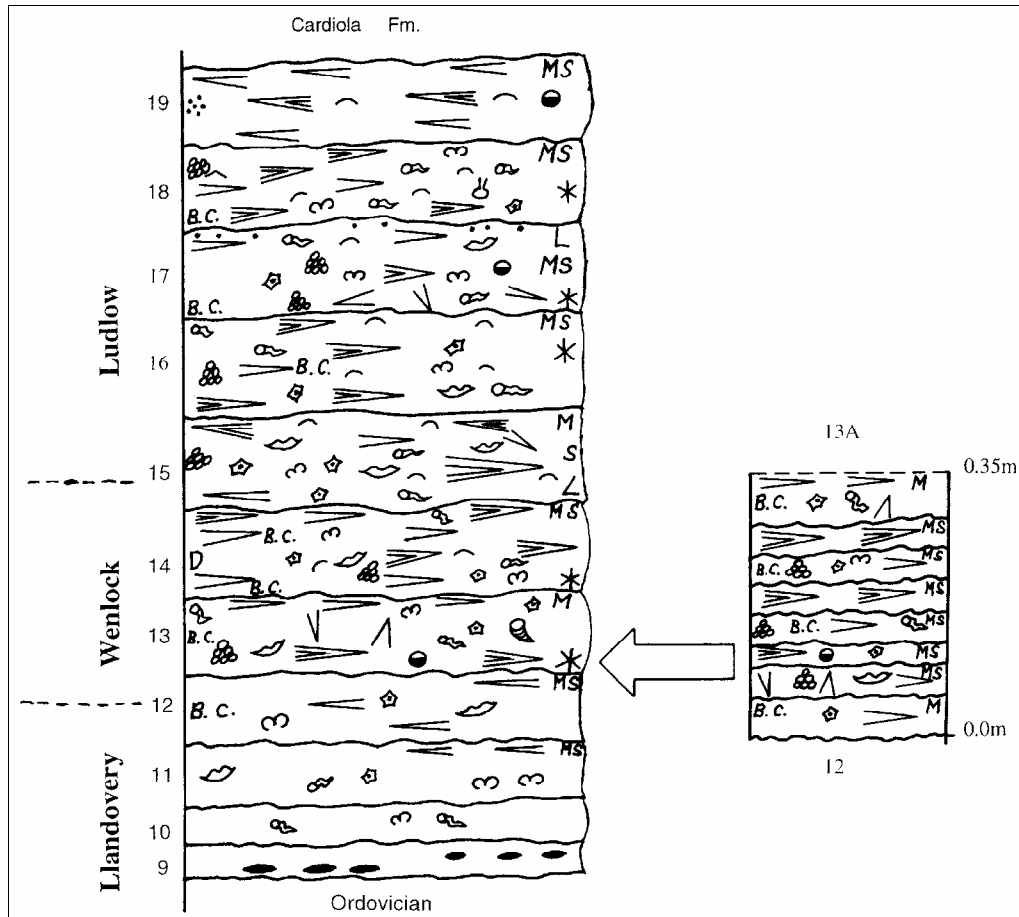 Cardiola Fm.
MS
19
MS
18
B.C.
L
17
MS
B.C.
MS
16
B.C.
Ludlow
M
S
15
L
MS
B.C.
14
D
B.C.
Wenlock
M
13
B.C.
MS
12
B.C.
MS
11
Llandovery
10
9
Ordovician
13A
0.35m
M
B.C.
MS
B.C.
MS
MS
B.C.
MS
MS
MS
B.C.
M
0.0m
12